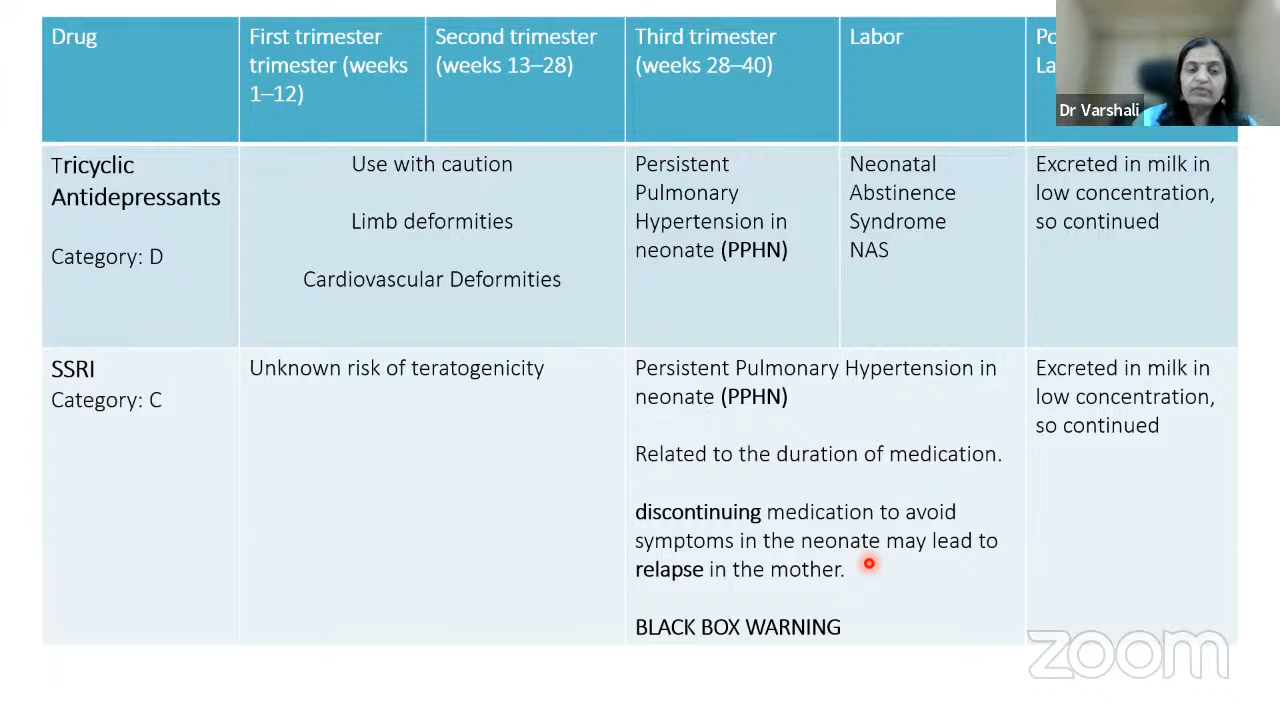 Drug
First trimester
trimester (weeks
1–12)
Second trimester
(weeks 13–28)
Third trimester
(weeks 28–40)
Labor
Dr Varshali
Tricyclic
Antidepressants
Category: D
Use with caution
Limb deformities
Cardiovascular Deformities
Persistent
Pulmonary
Hypertension in
neonate (PPHN)
Neonatal
Abstinence
Syndrome
NAS
Excreted in milk in
low concentration,
so continued
SSRI
Category: C
Unknown risk of teratogenicity
Persistent Pulmonary Hypertension in
neonate (PPHN)
Related to the duration of medication.
discontinuing medication to avoid
symptoms in the neonate may lead to
relapse in the mother.
BLACK BOX WARNING
Excreted in milk in
low concentration,
so continued
zoom